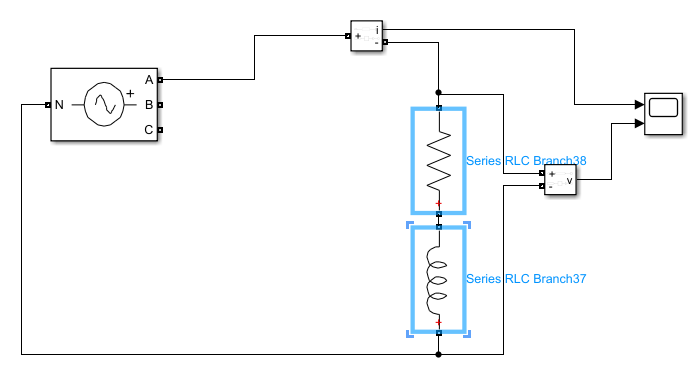 i
+
-
A
N
+
B
C
Series RLC Branch38
+
v
-
Series RLC Branch37